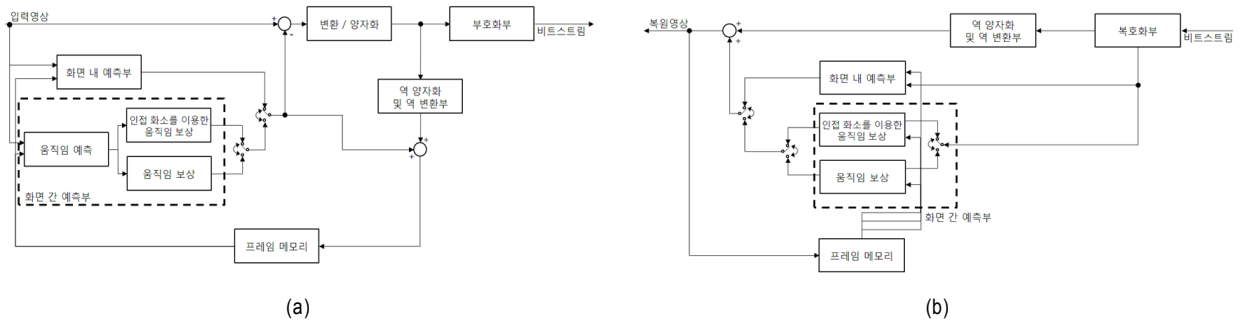 입력영상
+
-
변환 / 양자화
부호화부
비트스트림
화면 내 예측부
역 양자화
및 역 변환부
인접 화소를 이용한
움직임 보상
움직임 예측
움직임 보상
+
+
화면 간 예측부
프레임 메모리
(a)
복원영상
+
+
역 양자화
및 역 변환부
복호화부
비트스트림
화면 내 예측부
인접 화소를 이용한
움직임 보상
움직임 보상
화면 간 예측부
프레임 메모리
(b)